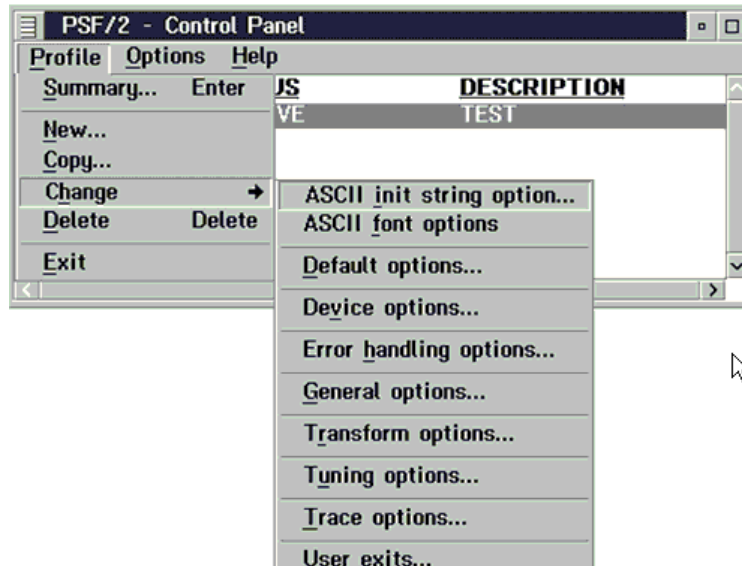 PSF/2 - Control Panel
Profile Options Help
Summary... Enter
US DESCRIPTION
VE TEST
New...
Copy...
Change
Delete Delete
Exit
ASCII init string option...
ASCII font options
Default options...
Device options...
Error handling options...
General options...
Transform options...
Tuning options...
Trace options...
User exits...